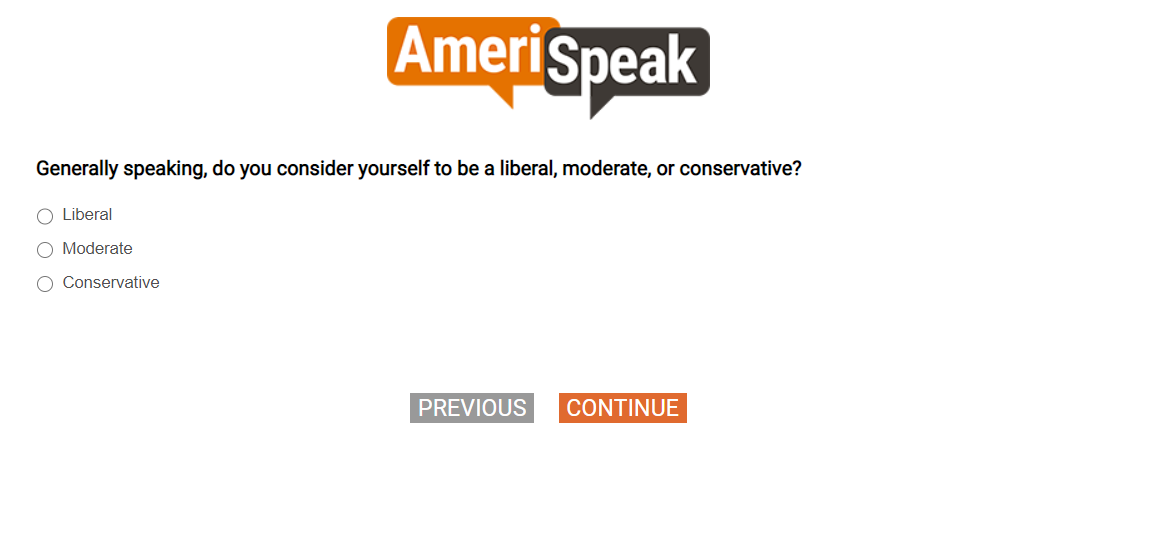 AmeriSpeak
Generally speaking, do you consider yourself to be a liberal, moderate, or conservative?
Liberal
Moderate
Conservative
PREVIOUS CONTINUE